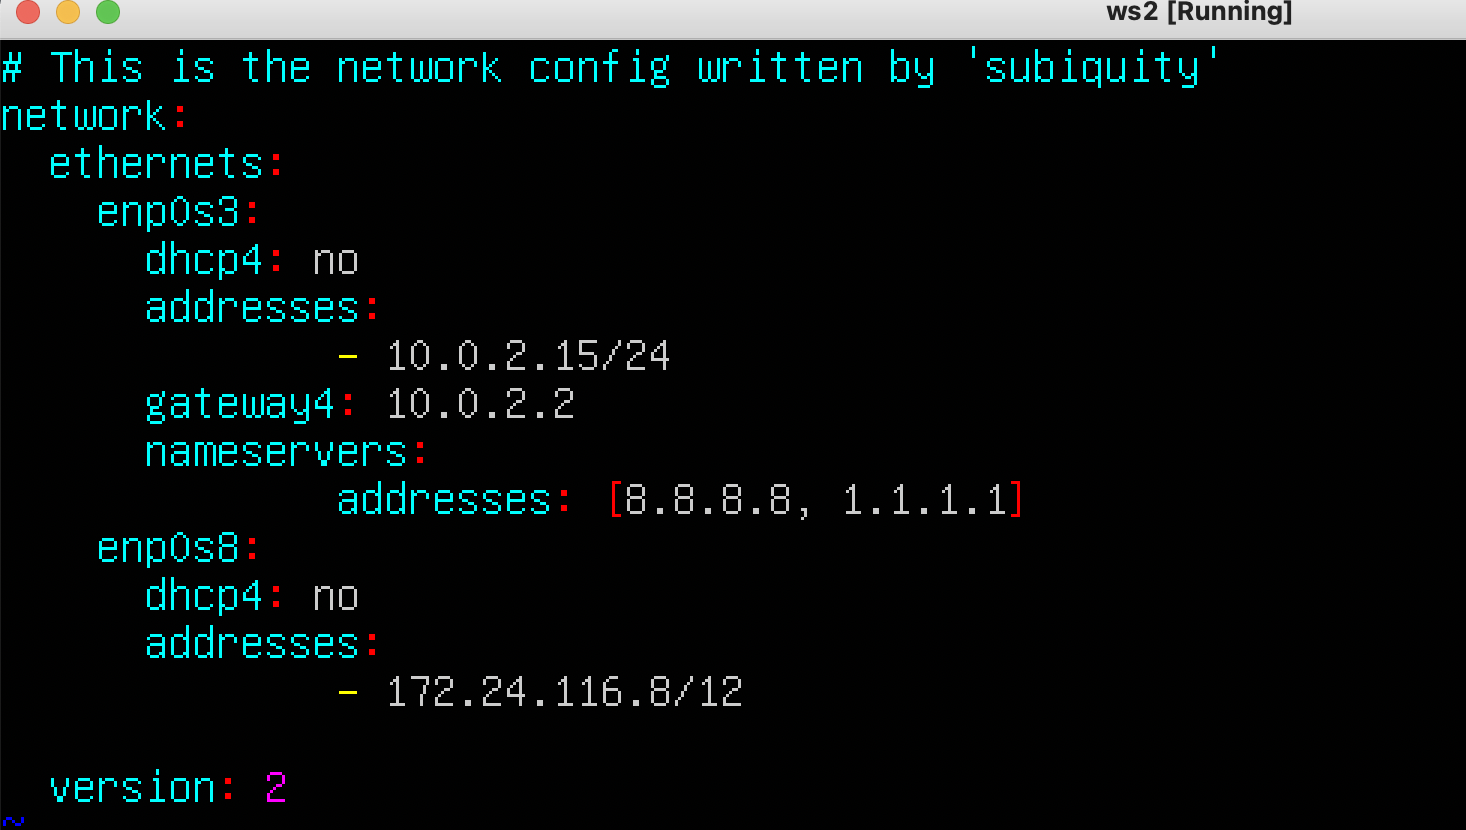 ws2 [Running]
# This is the network config written by 'subiquity'
network:
  ethernets:
    enp0s3:
      dhcp4: no
      addresses:
              - 10.0.2.15/24
      gateway4: 10.0.2.2
      nameservers:
              addresses: [8.8.8.8, 1.1.1.1]
    enp0s8:
      dhcp4: no
      addresses:
              - 172.24.116.8/12

  version: 2
~